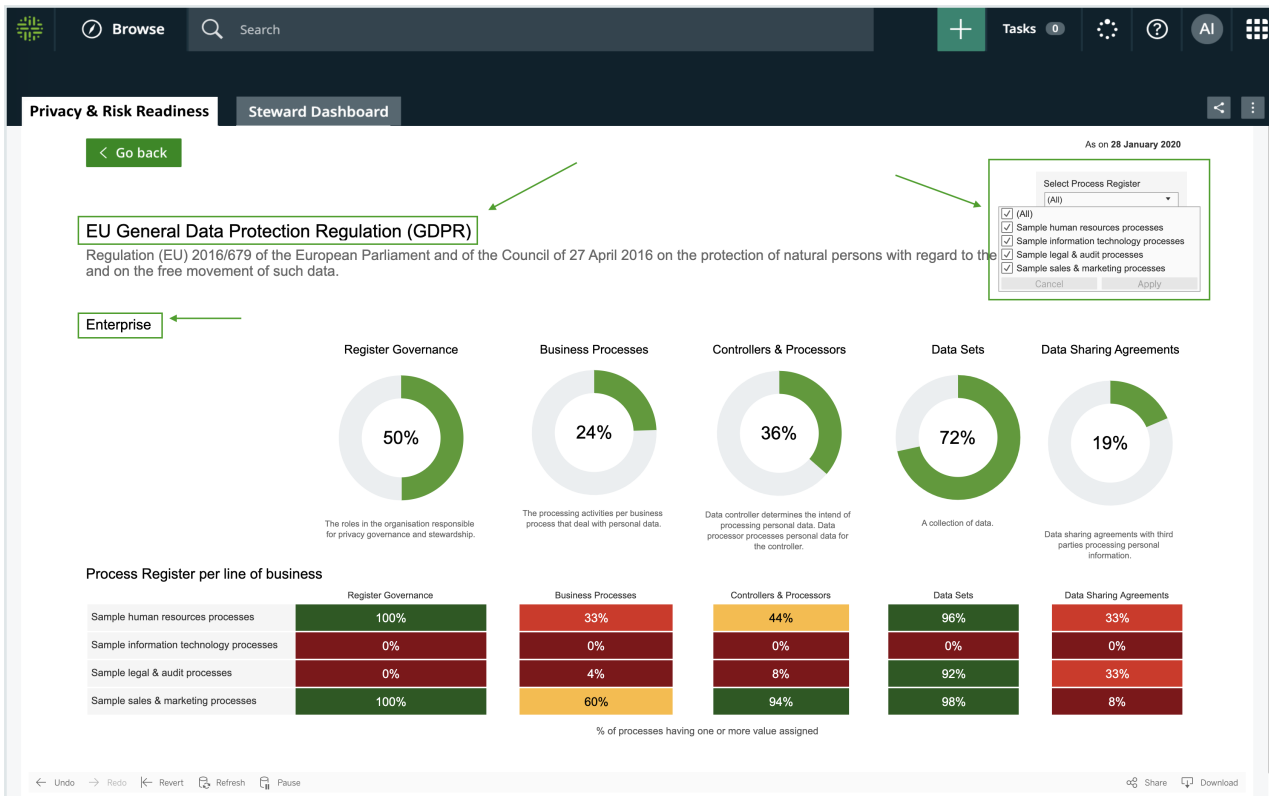 Browse
Search
Tasks 0
AI
Privacy & Risk Readiness
Steward Dashboard
Go back
As on 28 January 2020
Select Process Register
(All)
(All)
Sample human resources processes
Sample information technology processes
Sample legal & audit processes
Sample sales & marketing processes
Cancel Apply
EU General Data Protection Regulation (GDPR)
Regulation (EU) 2016/679 of the European Parliament and of the Council of 27 April 2016 on the protection of natural persons with regard to the
and on the free movement of such data.
Enterprise
Register Governance
50%
The roles in the organisation responsible
for privacy governance and stewardship.
Business Processes
24%
The processing activities per business
process that deal with personal data.
Controllers & Processors
36%
Data controller determines the intend of
processing personal data. Data
processor processes personal data for
the controller.
Data Sets
72%
A collection of data.
Data Sharing Agreements
19%
Data sharing agreements with third
parties processing personal
information.
Process Register per line of business
Register Governance Business Processes Controllers & Processors Data Sets Data Sharing Agreements
Sample human resources processes 100% 33% 44% 96% 33%
Sample information technology processes 0% 0% 0% 0% 0%
Sample legal & audit processes 0% 4% 8% 92% 33%
Sample sales & marketing processes 100% 60% 94% 98% 8%
% of processes having one or more value assigned
Undo Redo Revert Refresh Pause Share Download